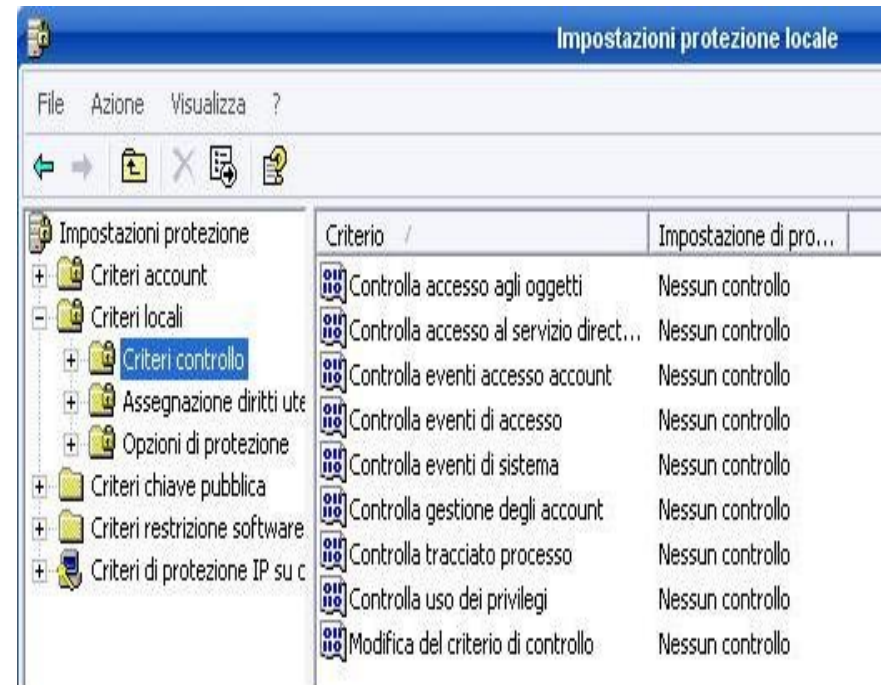 Impostazioni protezione locale
File Azione Visualizza ?
Impostazioni protezione
Criteri account
Criteri locali
Criteri controllo
Assegnazione diritti ute
Opzioni di protezione
Criteri chiave pubblica
Criteri restrizione software
Criteri di protezione IP su c
Criterio / Impostazione di pro...
Controlla accesso agli oggetti Nessun controllo
Controlla accesso al servizio direct... Nessun controllo
Controlla eventi accesso account Nessun controllo
Controlla eventi di accesso Nessun controllo
Controlla eventi di sistema Nessun controllo
Controlla gestione degli account Nessun controllo
Controlla tracciato processo Nessun controllo
Controlla uso dei privilegi Nessun controllo
Modifica del criterio di controllo Nessun controllo